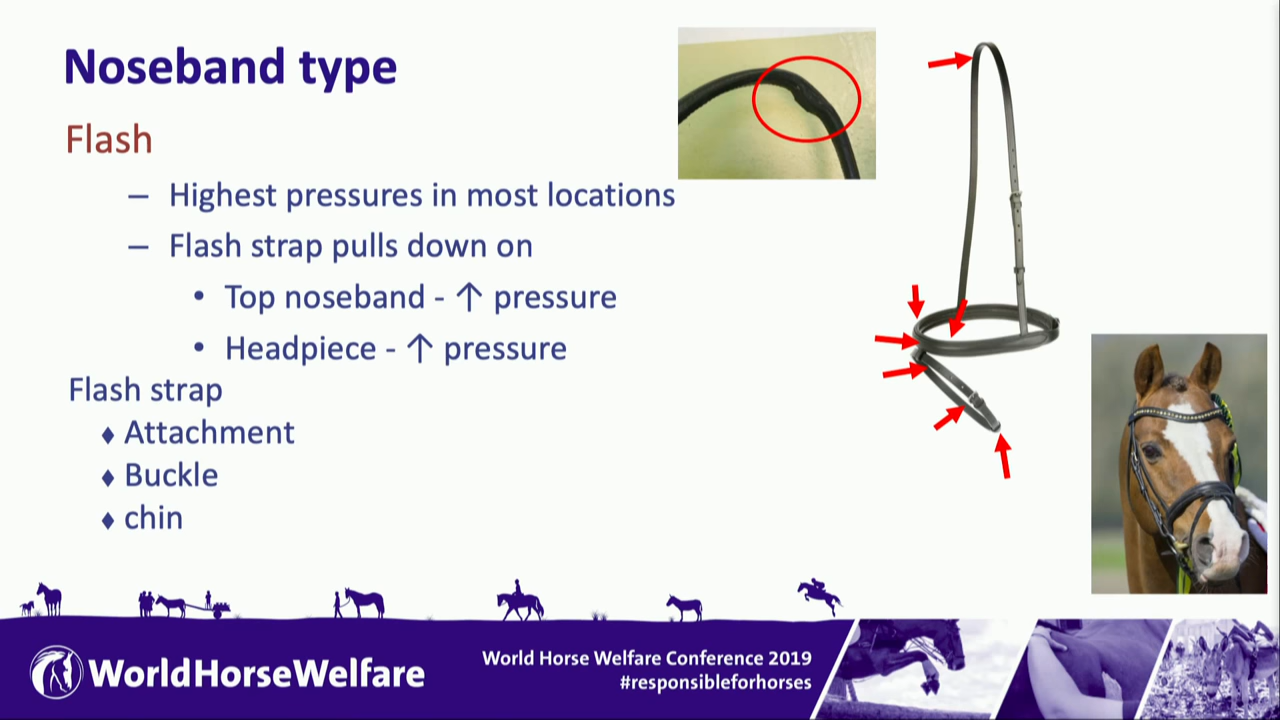 Noseband type
Flash
– Highest pressures in most locations
– Flash strap pulls down on
• Top noseband - ↑ pressure
• Headpiece - ↑ pressure
Flash strap
♦ Attachment
♦ Buckle
♦ chin
WorldHorseWelfare
World Horse Welfare Conference 2019
#responsibleforhorses